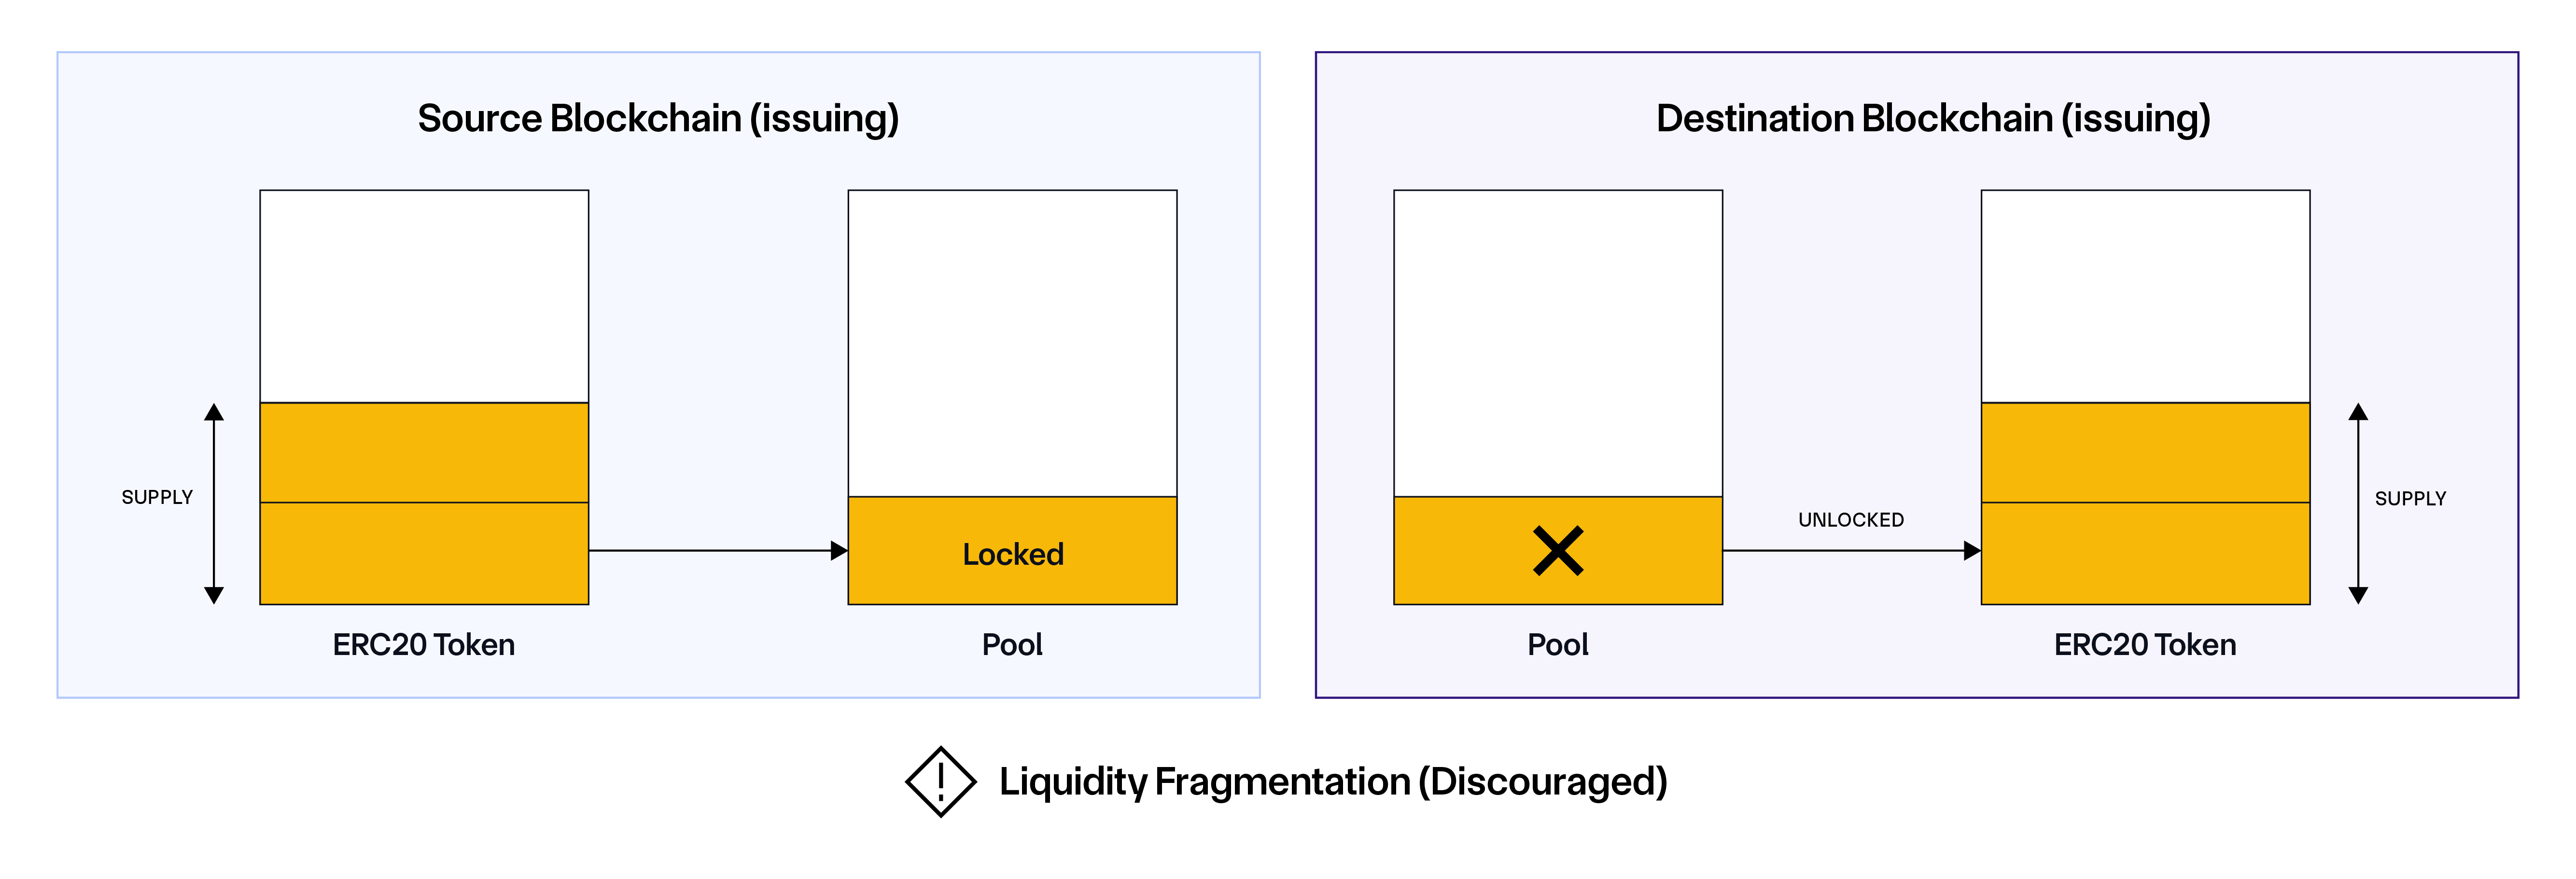 Source Blockchain (issuing)
SUPPLY
Locked
ERC20 Token
Pool
Destination Blockchain (issuing)
UNLOCKED
SUPPLY
Pool
ERC20 Token
Liquidity Fragmentation (Discouraged)